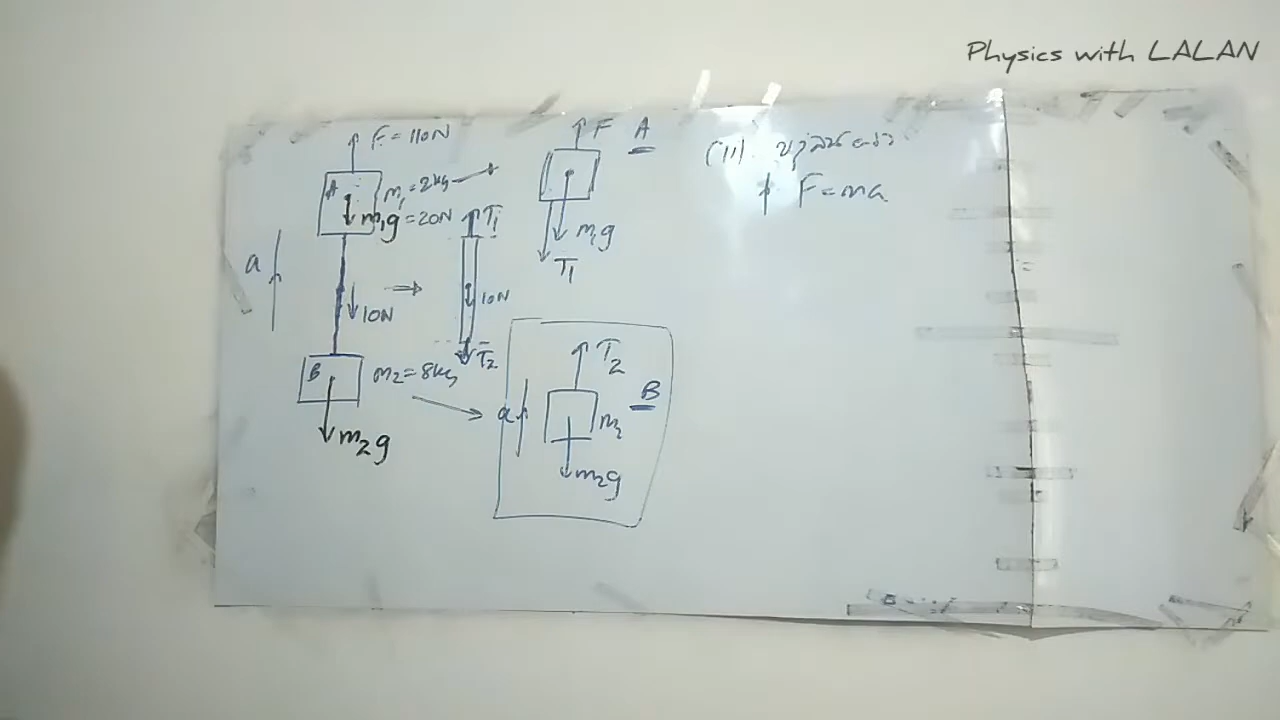 Physics with LALAN
F = 110N
A
m₁ = 2kg
m₁g = 20N
a
10N
B
m₂ = 8kg
m₂g
T₁
10N
T₂
F
A
m₁g
T₁
T₂
a
B
m₂
m₂g
(11)
F = ma